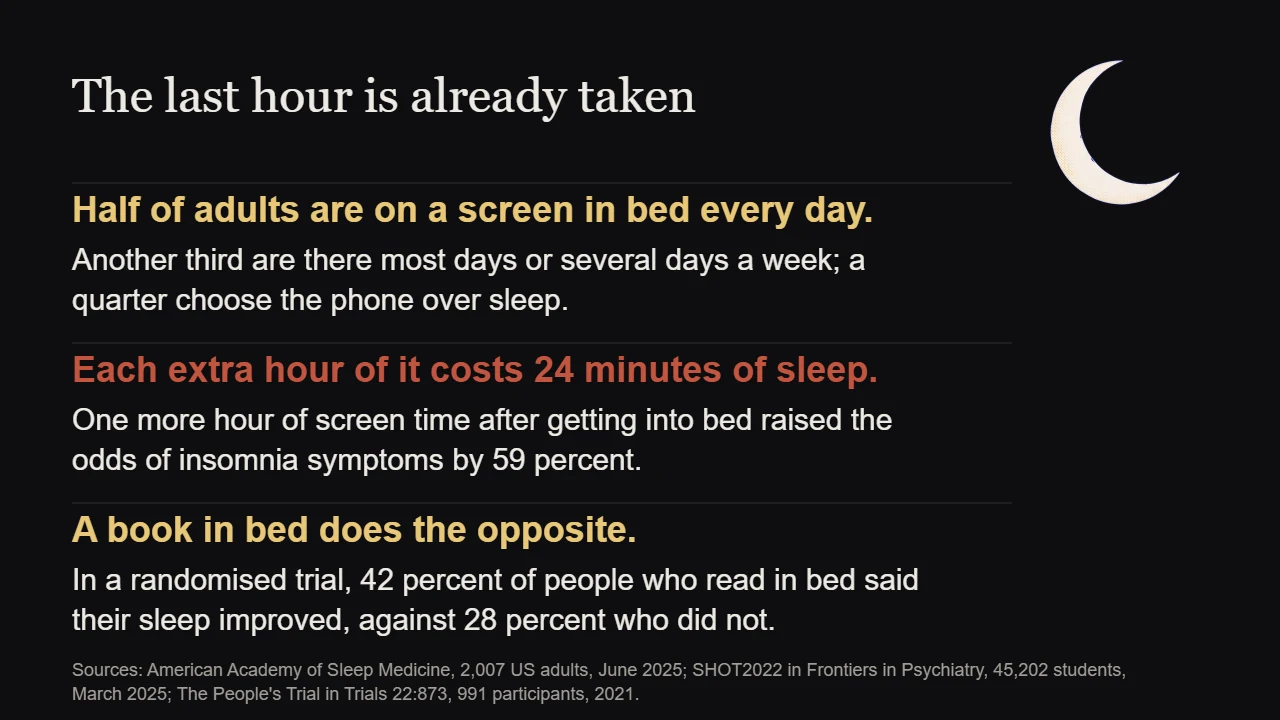 The last hour is already taken
Half of adults are on a screen in bed every day.
Another third are there most days or several days a week; a
quarter choose the phone over sleep.
Each extra hour of it costs 24 minutes of sleep.
One more hour of screen time after getting into bed raised the
odds of insomnia symptoms by 59 percent.
A book in bed does the opposite.
In a randomised trial, 42 percent of people who read in bed said
their sleep improved, against 28 percent who did not.
Sources: American Academy of Sleep Medicine, 2,007 US adults, June 2025; SHOT2022 in Frontiers in Psychiatry, 45,202 students,
March 2025; The People's Trial in Trials 22:873, 991 participants, 2021.